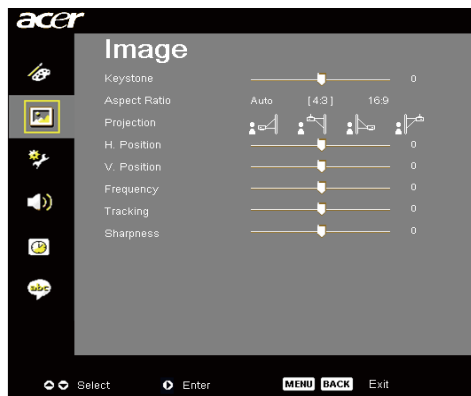 acer
Image
Keystone 0
Aspect Ratio Auto [4:3] 16:9
Projection
H. Position 0
V. Position 0
Frequency 0
Tracking 0
Sharpness 0
abc
Select Enter MENU BACK Exit